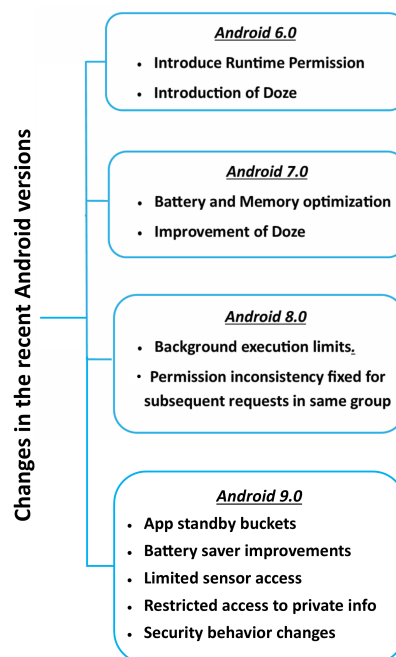 Changes in the recent Android versions
Android 6.0
• Introduce Runtime Permission
• Introduction of Doze
Android 7.0
• Battery and Memory optimization
• Improvement of Doze
Android 8.0
• Background execution limits.
• Permission inconsistency fixed for
subsequent requests in same group
Android 9.0
• App standby buckets
• Battery saver improvements
• Limited sensor access
• Restricted access to private info
• Security behavior changes